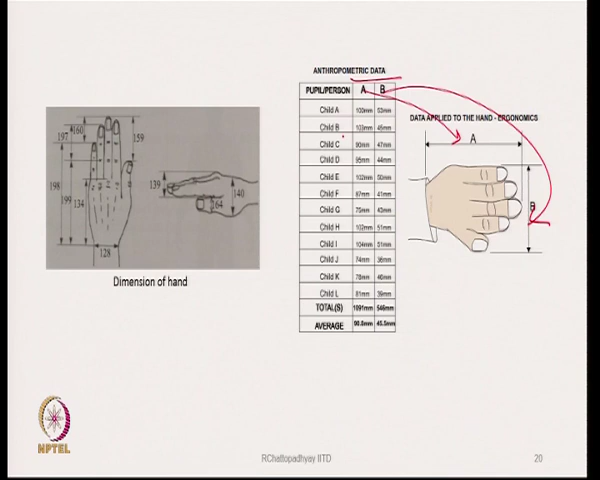 197
160
159
198
199
134
128
139
140
164
Dimension of hand
ANTHROPOMETRIC DATA
PUPIL/PERSON A B
Child A 100mm 53mm
Child B 103mm 45mm
Child C 90mm 47mm
Child D 95mm 44mm
Child E 102mm 50mm
Child F 87mm 41mm
Child G 75mm 43mm
Child H 102mm 51mm
Child I 104mm 51mm
Child J 74mm 36mm
Child K 78mm 46mm
Child L 81mm 39mm
TOTAL(S) 1091mm 546mm
AVERAGE 90.8mm 45.5mm
DATA APPLIED TO THE HAND - ERGONOMICS
A
B
NPTEL
RChattopadhyay IITD
20